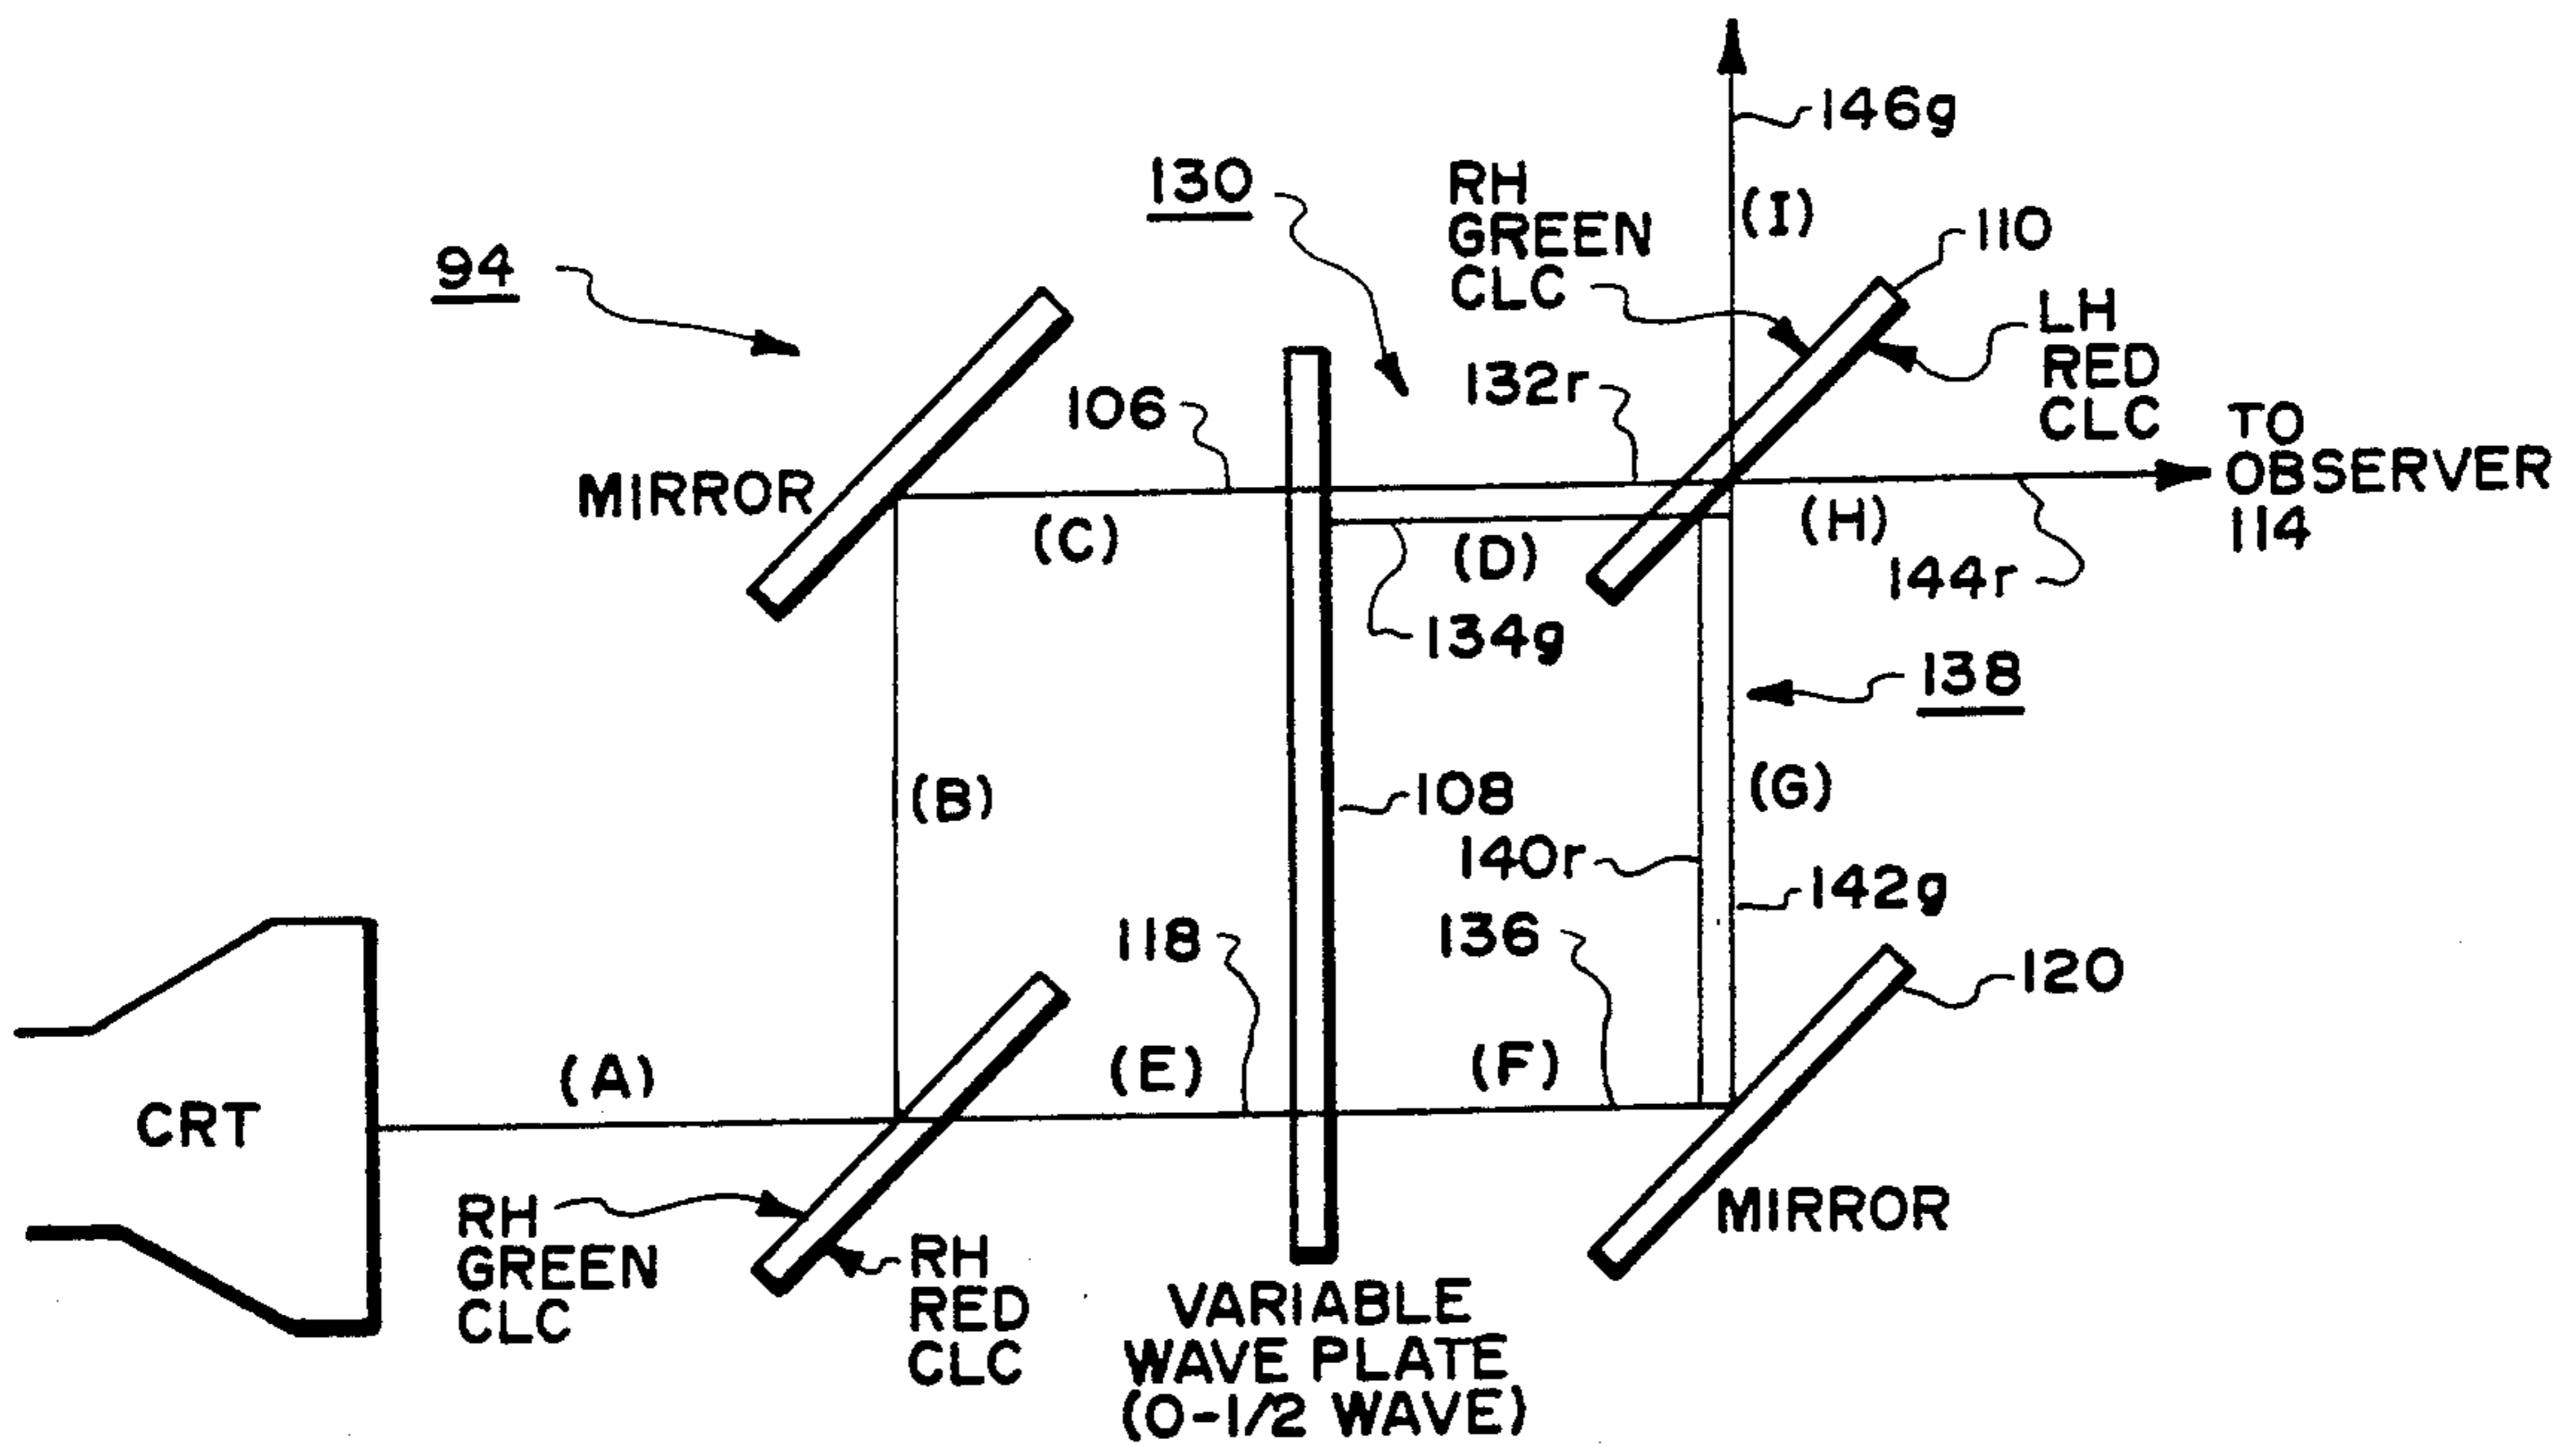 146g
130
RH
GREEN
CLC
(I)
110
94
LH
RED
CLC
132r
106
TO
OBSERVER
114
MIRROR
(C)
(D)
(H)
144r
134g
138
(B)
108
(G)
140r
142g
118
136
120
(A)
(E)
(F)
CRT
RH
GREEN
CLC
RH
RED
CLC
MIRROR
VARIABLE
WAVE PLATE
(0-1/2 WAVE)